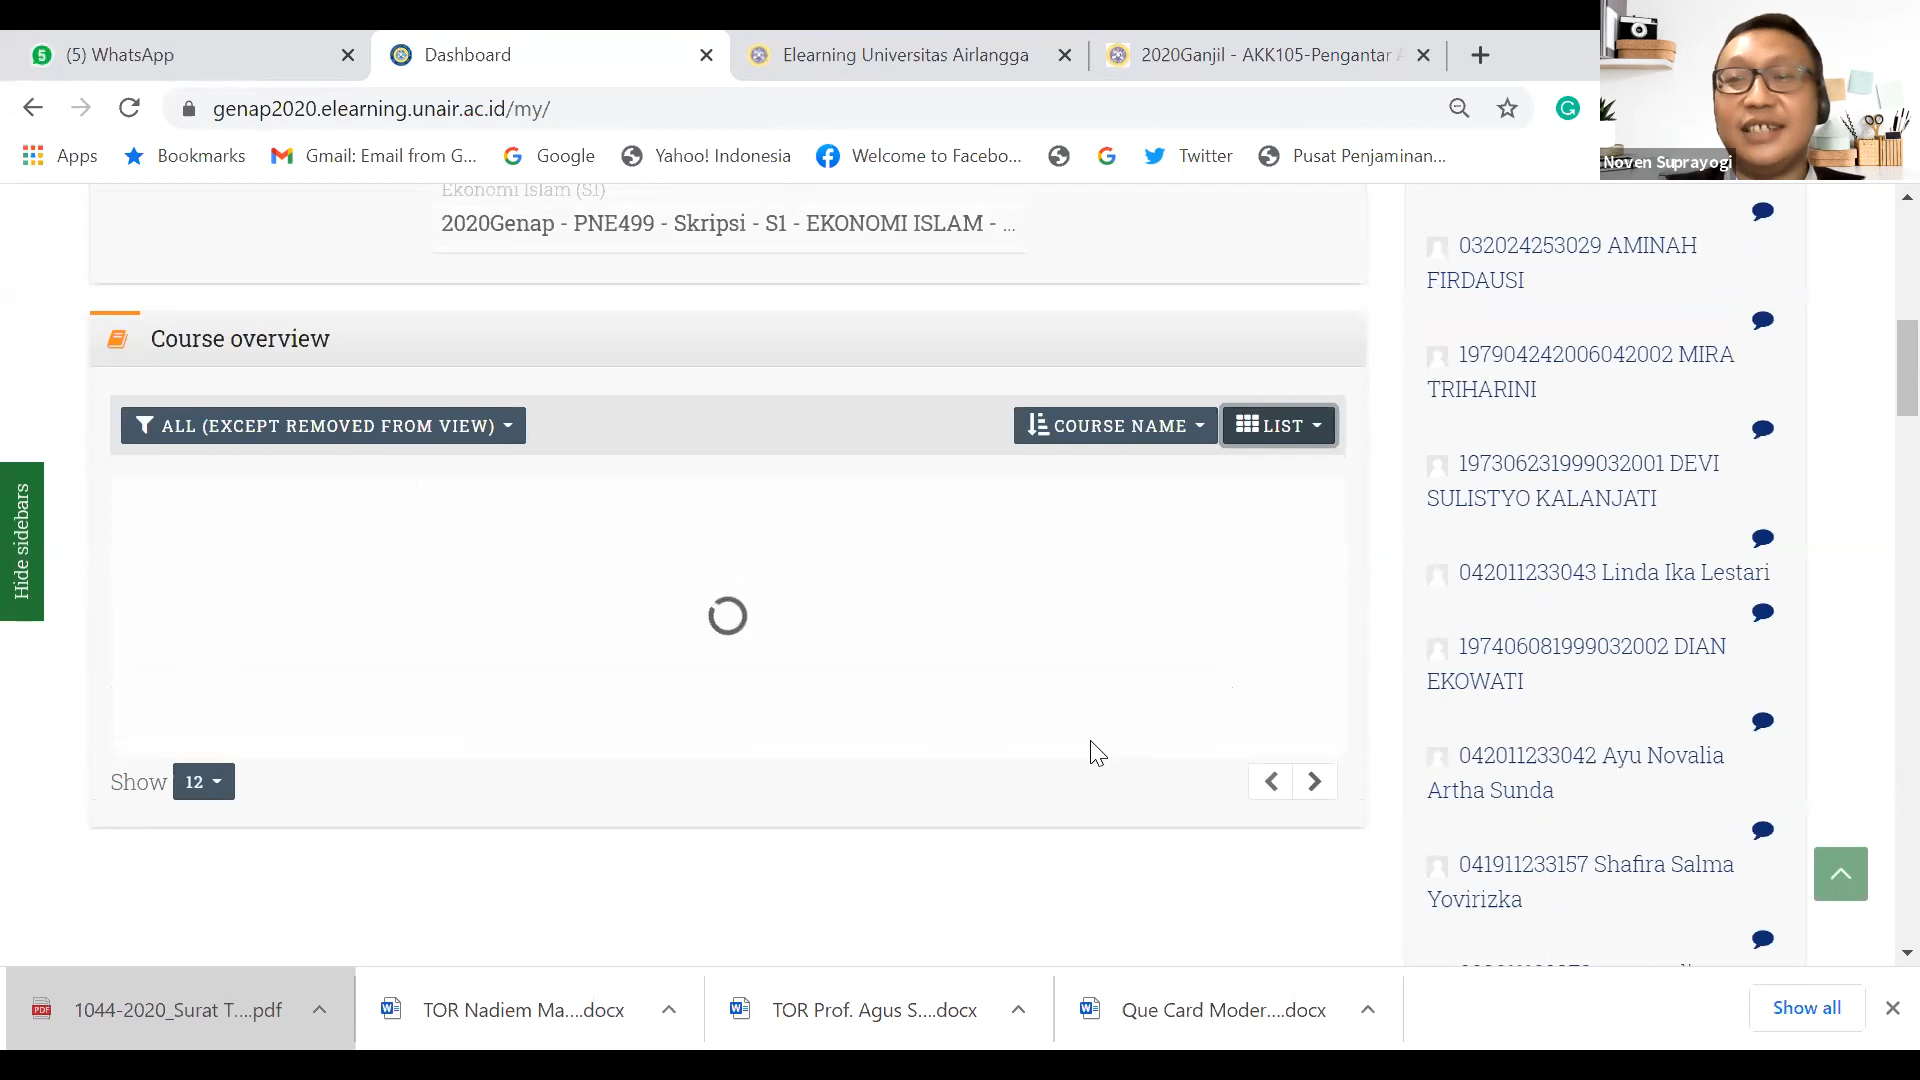 (5) WhatsApp
Dashboard
Elearning Universitas Airlangga
2020Ganjil - AKK105-Pengantar
genap2020.elearning.unair.ac.id/my/
Apps
Bookmarks
Gmail: Email from G...
Google
Yahoo! Indonesia
Welcome to Facebo...
Twitter
Pusat Penjaminan...
Noven Suprayogi
Ekonomi Islam (S1)
2020Genap - PNE499 - Skripsi - S1 - EKONOMI ISLAM - ...
Course overview
ALL (EXCEPT REMOVED FROM VIEW)
COURSE NAME
LIST
Hide sidebars
Show 12
032024253029 AMINAH
FIRDAUSI
197904242006042002 MIRA
TRIHARINI
197306231999032001 DEVI
SULISTYO KALANJATI
042011233043 Linda Ika Lestari
197406081999032002 DIAN
EKOWATI
042011233042 Ayu Novalia
Artha Sunda
041911233157 Shafira Salma
Yovirizka
1044-2020_Surat T....pdf
TOR Nadiem Ma....docx
TOR Prof. Agus S....docx
Que Card Moder....docx
Show all